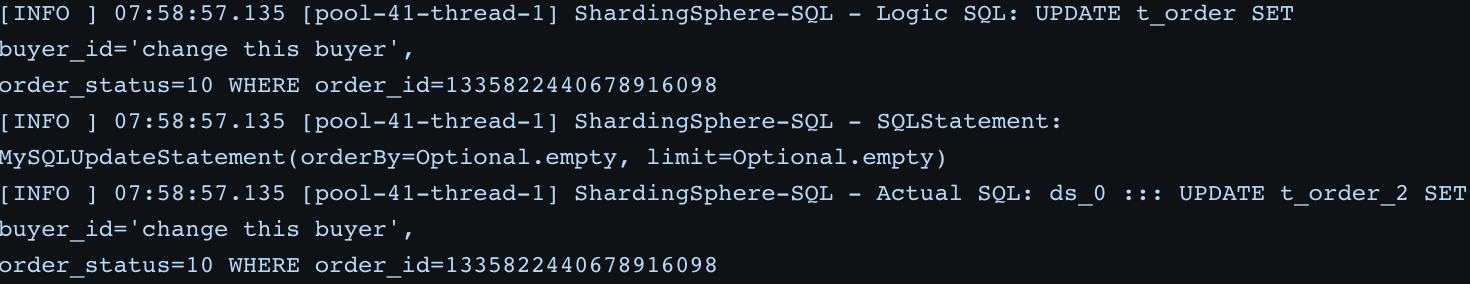 [INFO ] 07:58:57.135 [pool-41-thread-1] ShardingSphere-SQL - Logic SQL: UPDATE t_order SET
buyer_id='change this buyer',
order_status=10 WHERE order_id=1335822440678916098
[INFO ] 07:58:57.135 [pool-41-thread-1] ShardingSphere-SQL - SQLStatement:
MySQLUpdateStatement(orderBy=Optional.empty, limit=Optional.empty)
[INFO ] 07:58:57.135 [pool-41-thread-1] ShardingSphere-SQL - Actual SQL: ds_0 ::: UPDATE t_order_2 SET
buyer_id='change this buyer',
order_status=10 WHERE order_id=1335822440678916098